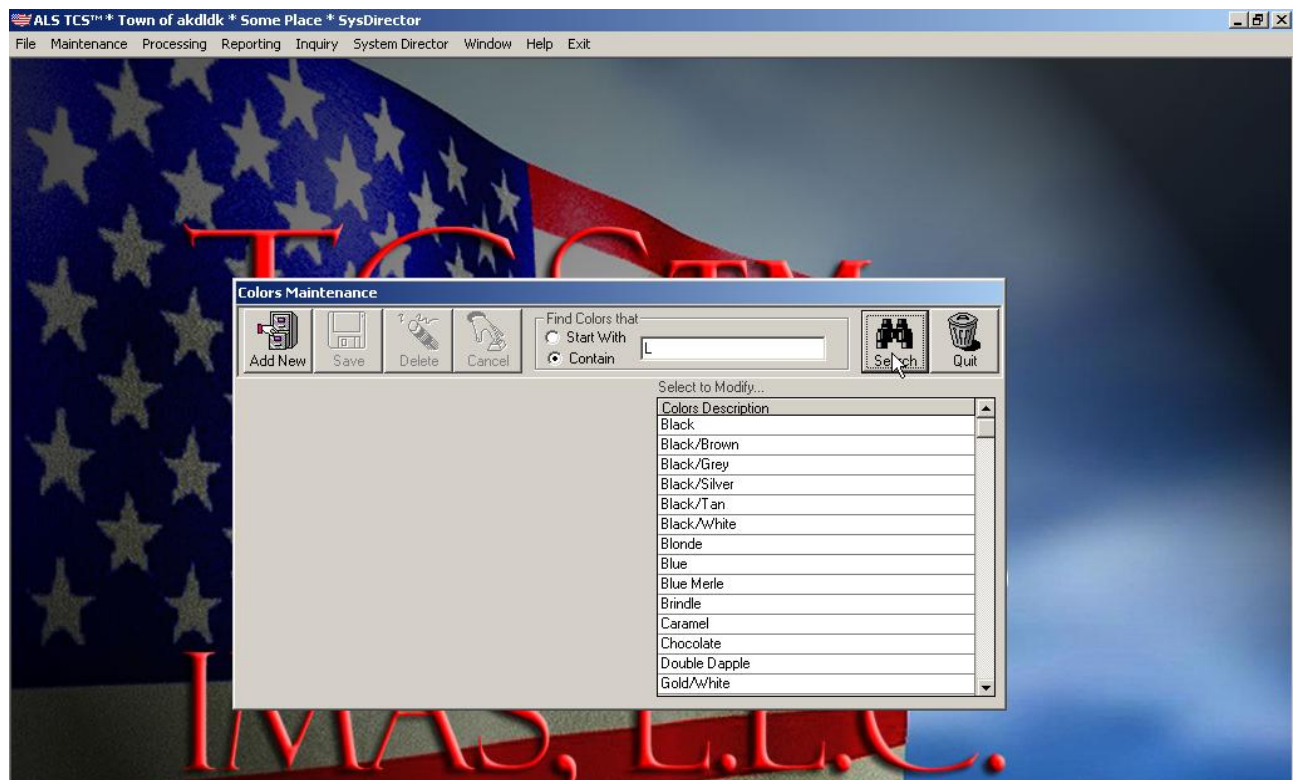 ALS TCS™ * Town of akdldk * Some Place * SysDirector
File Maintenance Processing Reporting Inquiry System Director Window Help Exit
Colors Maintenance
Add New Save Delete Cancel
Find Colors that
Start With
Contain
L
Search Quit
Select to Modify...
Colors Description
Black
Black/Brown
Black/Grey
Black/Silver
Black/Tan
Black/White
Blonde
Blue
Blue Merle
Brindle
Caramel
Chocolate
Double Dapple
Gold/White
IMAS, L.L.C.